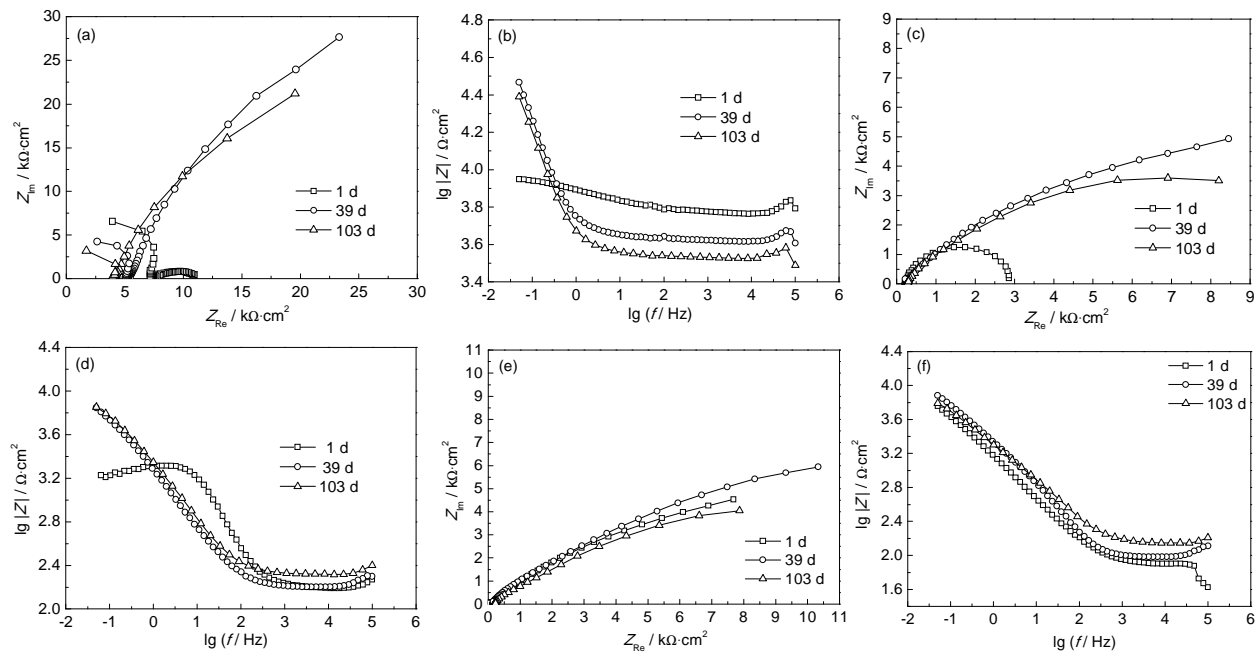 (a)
30
25
20
15
10
5
0
0 5 10 15 20 25 30
Z_Im / kΩ·cm²
Z_Re / kΩ·cm²
1 d
39 d
103 d
(b)
4.8
4.6
4.4
4.2
4.0
3.8
3.6
3.4
-2 -1 0 1 2 3 4 5 6
lg |Z| / Ω·cm²
lg (f / Hz)
1 d
39 d
103 d
(c)
9
8
7
6
5
4
3
2
1
0
0 1 2 3 4 5 6 7 8 9
Z_Im / kΩ·cm²
Z_Re / kΩ·cm²
1 d
39 d
103 d
(d)
4.4
4.0
3.6
3.2
2.8
2.4
2.0
-2 -1 0 1 2 3 4 5 6
lg |Z| / Ω·cm²
lg (f / Hz)
1 d
39 d
103 d
(e)
11
10
9
8
7
6
5
4
3
2
1
0
0 1 2 3 4 5 6 7 8 9 10 11
Z_Im / kΩ·cm²
Z_Re / kΩ·cm²
1 d
39 d
103 d
(f)
4.4
4.0
3.6
3.2
2.8
2.4
2.0
1.6
-2 -1 0 1 2 3 4 5 6
lg |Z| / Ω·cm²
lg (f / Hz)
1 d
39 d
103 d